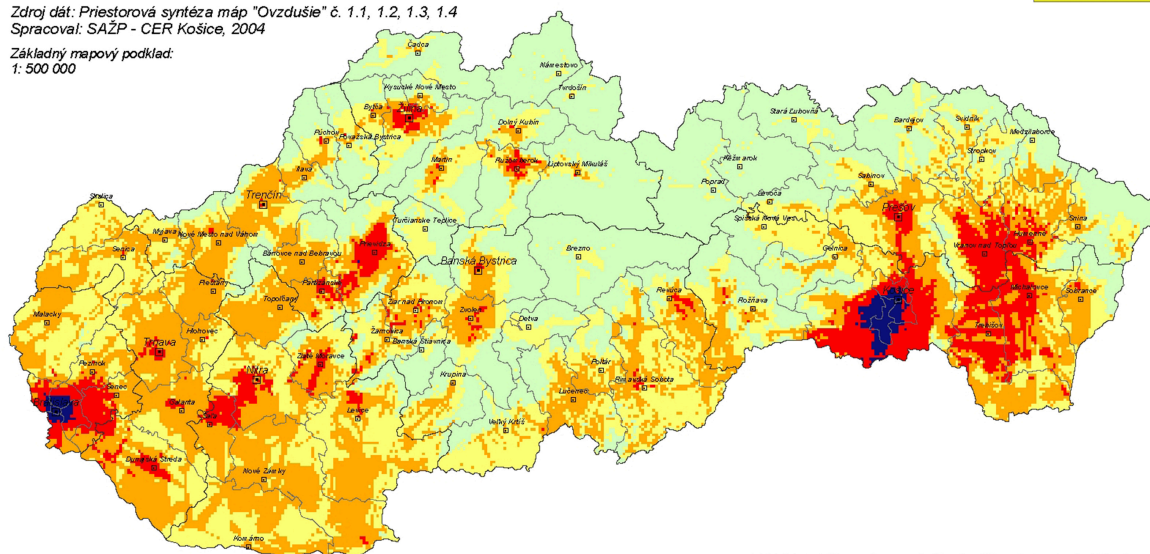 Zdroj dát: Priestorová syntéza máp "Ovzdušie" č. 1.1, 1.2, 1.3, 1.4
Spracoval: SAŽP - CER Košice, 2004
Základný mapový podklad:
1: 500 000
Čadca
Námestovo
Kysucké Nové Mesto
Tvrdošín
Bytča
Žilina
Stará Ľubovňa
Bardejov
Svidník
Dolný Kubín
Medzilaborce
Púchov
Považská Bystrica
Stropkov
Martin
Ružomberok
Liptovský Mikuláš
Kežmarok
Ilava
Poprad
Sabinov
Levoča
Skalica
Trenčín
Prešov
Turčianske Teplice
Spišská Nová Ves
Snina
Myjava
Nové Mesto nad Váhom
Humenné
Senica
Prievidza
Brezno
Gelnica
Vranov nad Topľou
Bánovce nad Bebravou
Banská Bystrica
Piešťany
Partizánske
Revúca
Košice
Michalovce
Sobrance
Topoľčany
Žiar nad Hronom
Rožňava
Malacky
Zvolen
Detva
Trebišov
Hlohovec
Žarnovica
Trnava
Banská Štiavnica
Pezinok
Zlaté Moravce
Poltár
Nitra
Krupina
Rimavská Sobota
Senec
Lučenec
Galanta
Levice
Šaľa
Veľký Krtíš
Dunajská Streda
Nové Zámky
Komárno